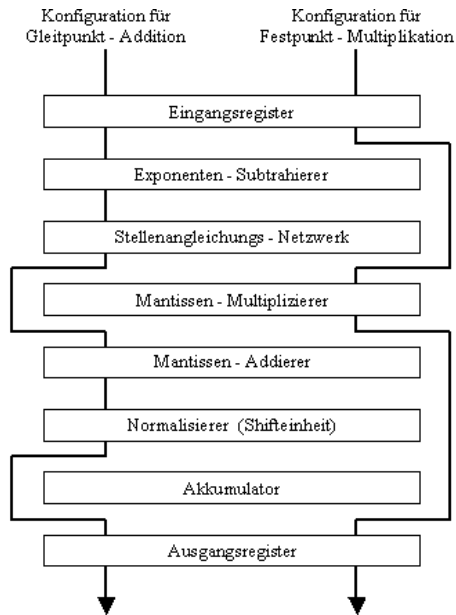 Konfiguration für
Gleitpunkt - Addition
Konfiguration für
Festpunkt - Multiplikation
Eingangsregister
Exponenten - Subtrahierer
Stellenangleichungs - Netzwerk
Mantissen - Multiplizierer
Mantissen - Addierer
Normalisierer (Shifteinheit)
Akkumulator
Ausgangsregister